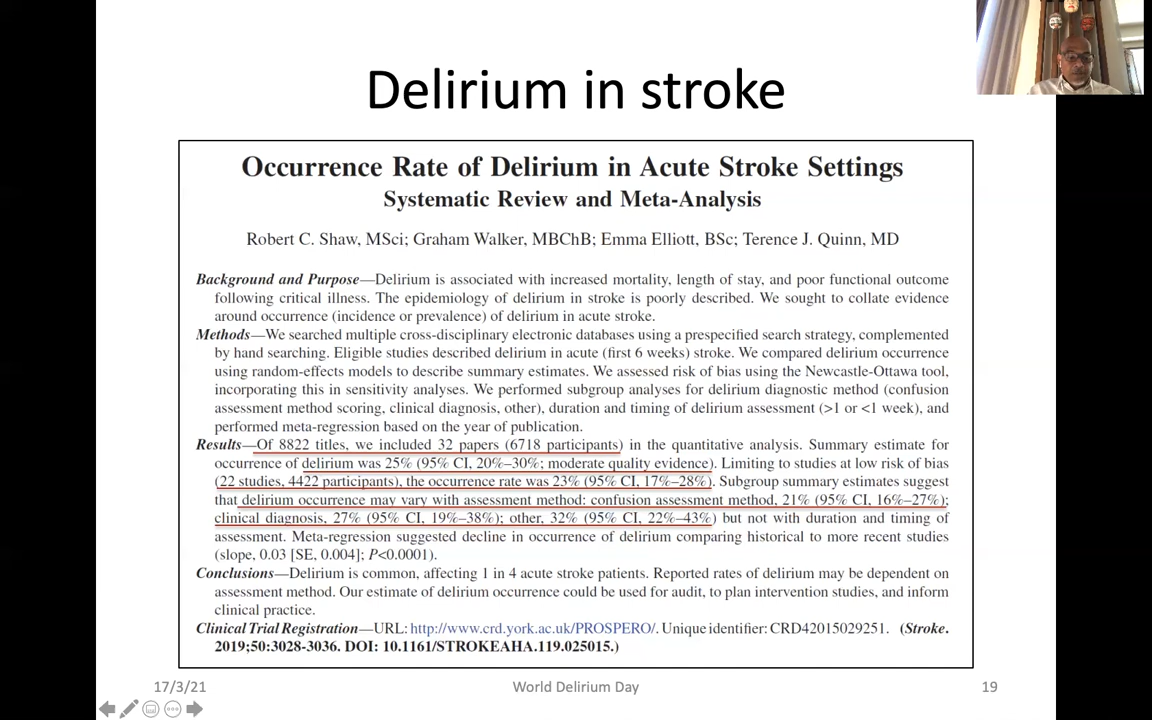 Delirium in stroke
Occurrence Rate of Delirium in Acute Stroke Settings
Systematic Review and Meta-Analysis
Robert C. Shaw, MSci; Graham Walker, MBChB; Emma Elliott, BSc; Terence J. Quinn, MD
Background and Purpose—Delirium is associated with increased mortality, length of stay, and poor functional outcome
following critical illness. The epidemiology of delirium in stroke is poorly described. We sought to collate evidence
around occurrence (incidence or prevalence) of delirium in acute stroke.
Methods—We searched multiple cross-disciplinary electronic databases using a prespecified search strategy, complemented
by hand searching. Eligible studies described delirium in acute (first 6 weeks) stroke. We compared delirium occurrence
using random-effects models to describe summary estimates. We assessed risk of bias using the Newcastle-Ottawa tool,
incorporating this in sensitivity analyses. We performed subgroup analyses for delirium diagnostic method (confusion
assessment method scoring, clinical diagnosis, other), duration and timing of delirium assessment (>1 or <1 week), and
performed meta-regression based on the year of publication.
Results—Of 8822 titles, we included 32 papers (6718 participants) in the quantitative analysis. Summary estimate for
occurrence of delirium was 25% (95% CI, 20%–30%; moderate quality evidence). Limiting to studies at low risk of bias
(22 studies, 4422 participants), the occurrence rate was 23% (95% CI, 17%–28%). Subgroup summary estimates suggest
that delirium occurrence may vary with assessment method: confusion assessment method, 21% (95% CI, 16%–27%);
clinical diagnosis, 27% (95% CI, 19%–38%); other, 32% (95% CI, 22%–43%) but not with duration and timing of
assessment. Meta-regression suggested decline in occurrence of delirium comparing historical to more recent studies
(slope, 0.03 [SE, 0.004]; P<0.0001).
Conclusions—Delirium is common, affecting 1 in 4 acute stroke patients. Reported rates of delirium may be dependent on
assessment method. Our estimate of delirium occurrence could be used for audit, to plan intervention studies, and inform
clinical practice.
Clinical Trial Registration—URL: http://www.crd.york.ac.uk/PROSPERO/. Unique identifier: CRD42015029251. (Stroke.
2019;50:3028-3036. DOI: 10.1161/STROKEAHA.119.025015.)
17/3/21
World Delirium Day
19